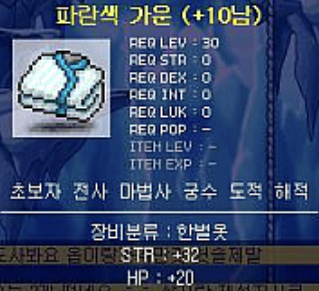 파란색 가운 (+10남)
REQ LEV : 30
REQ STR : 0
REQ DEX : 0
REQ INT : 0
REQ LUK : 0
REQ POP : -
ITEM LEV : -
ITEM EXP : -
초보자 전사 마법사 궁수 도적 해적
장비분류 : 한벌옷
STR : +32
HP : +20